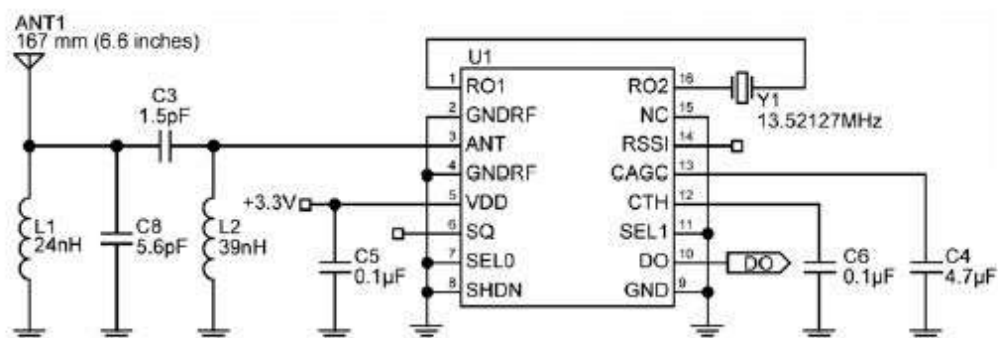 ANT1
167 mm (6.6 inches)
C3
1.5pF
L1
24nH
C8
5.6pF
L2
39nH
+3.3V
C5
0.1µF
U1
1 RO1
2 GNDRF
3 ANT
4 GNDRF
5 VDD
6 SQ
7 SEL0
8 SHDN
RO2 16
NC 15
RSSI 14
CAGC 13
CTH 12
SEL1 11
DO 10
GND 9
Y1
13.52127MHz
DO
C6
0.1µF
C4
4.7µF